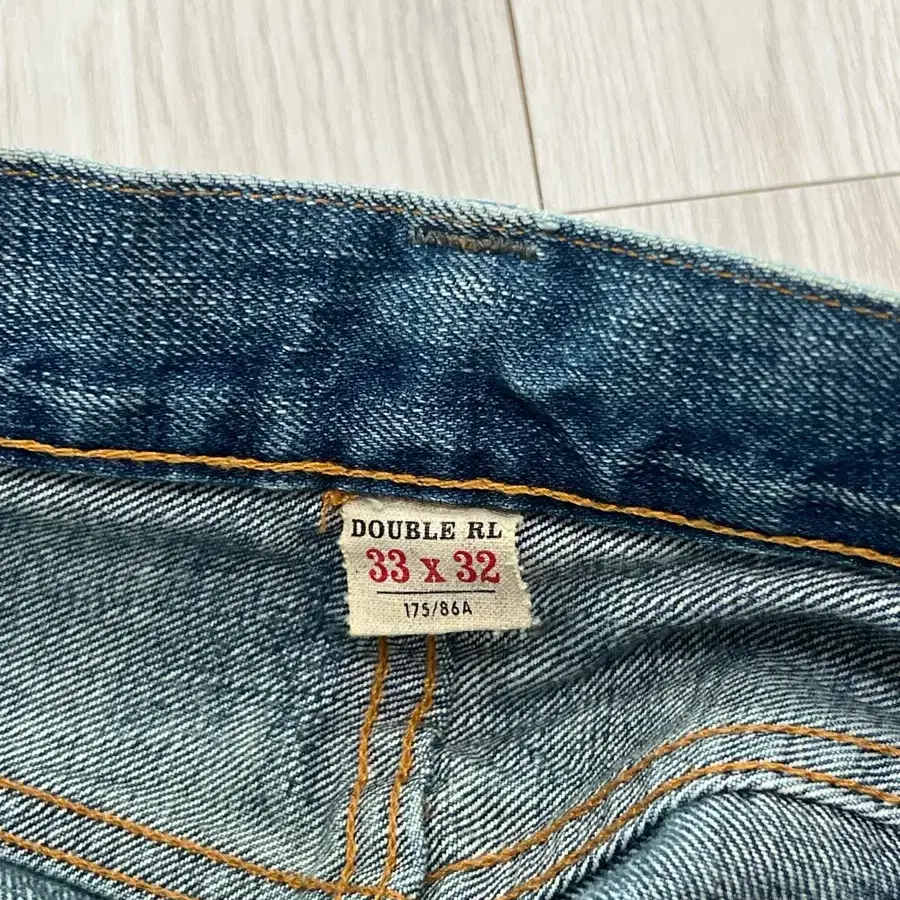 DOUBLE RL
33 x 32
175/86A